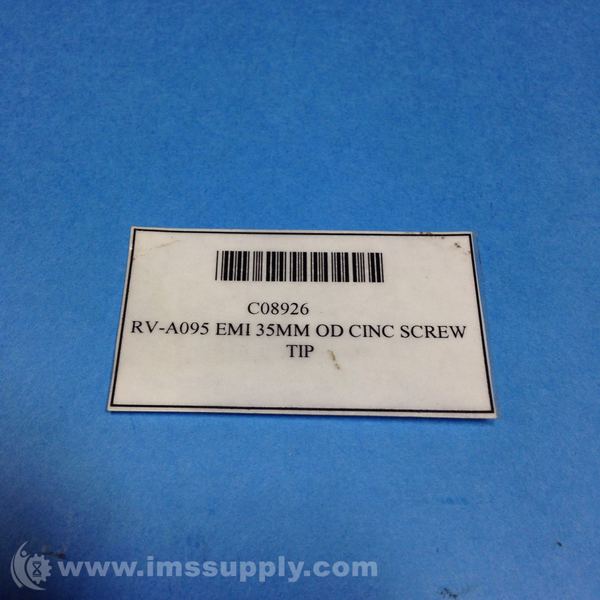 C08926
RV-A095 EMI 35MM OD CINC SCREW
TIP
www.imssupply.com